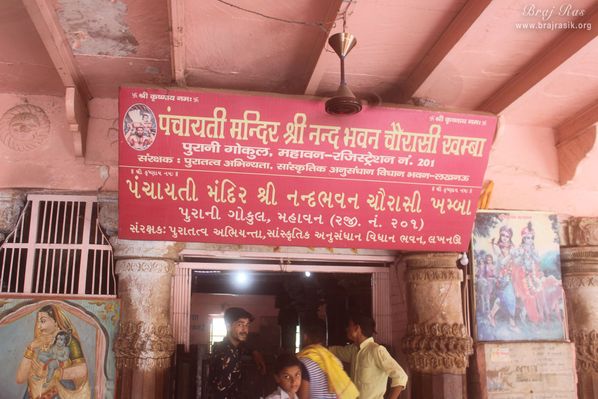 Braj Ras
www.brajrasik.org
श्री कृष्णाय नमः
श्री कृष्णाय नमः
पंचायती मन्दिर श्री नन्द भवन चौरासी खम्बा
पुरानी गोकुल, महावन-रजिस्ट्रेशन नं. 201
संरक्षक : पुरातत्व अभियन्ता, सांस्कृतिक अनुसंधान विधान भवन-लखनऊ
પંચાયતી મંદિર શ્રી નન્દભવન ચૌરાસી ખમ્બા
પુરાની ગોકુલ, મહાવન (રજી. નં. ૨૦૧)
સંરક્ષક: પુરાતત્વ અભિયન્તા, સાંસ્કૃતિક અનુસંધાન વિધાન ભવન, લખનઊ